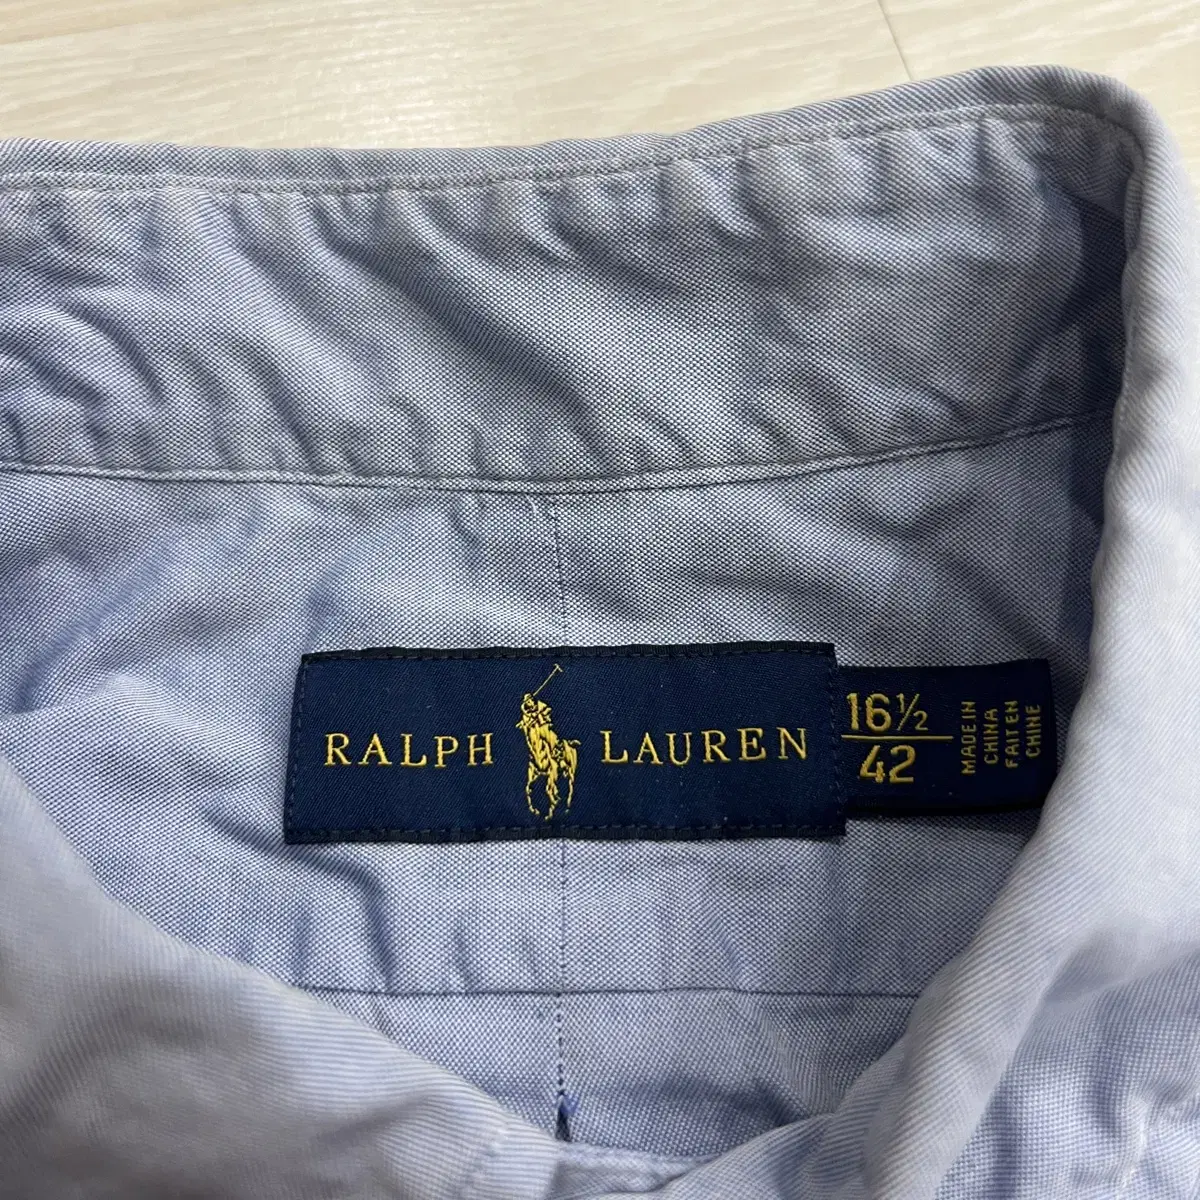 RALPH LAUREN
16½
42
MADE IN
CHINA
FAIT EN
CHINE